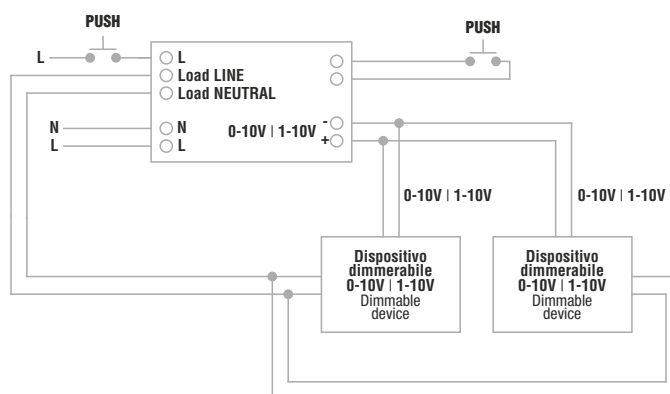 PUSH
PUSH
L
L
Load LINE
Load NEUTRAL
N
N
L
L
0-10V | 1-10V
-
+
0-10V | 1-10V
0-10V | 1-10V
Dispositivo
dimmerabile
0-10V | 1-10V
Dimmable
device
Dispositivo
dimmerabile
0-10V | 1-10V
Dimmable
device